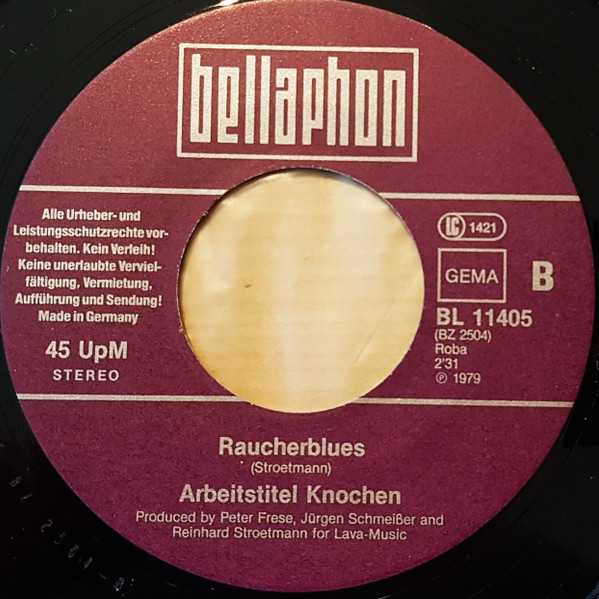 bellaphon
Alle Urheber- und
Leistungsschutzrechte vor-
behalten. Kein Verleih!
Keine unerlaubte Verviel-
fältigung, Vermietung,
Aufführung und Sendung!
Made in Germany
45 UpM
STEREO
LC 1421
GEMA
B
BL 11405
(BZ 2504)
Roba
2'31
℗ 1979
Raucherblues
(Stroetmann)
Arbeitstitel Knochen
Produced by Peter Frese, Jürgen Schmeißer and
Reinhard Stroetmann for Lava-Music